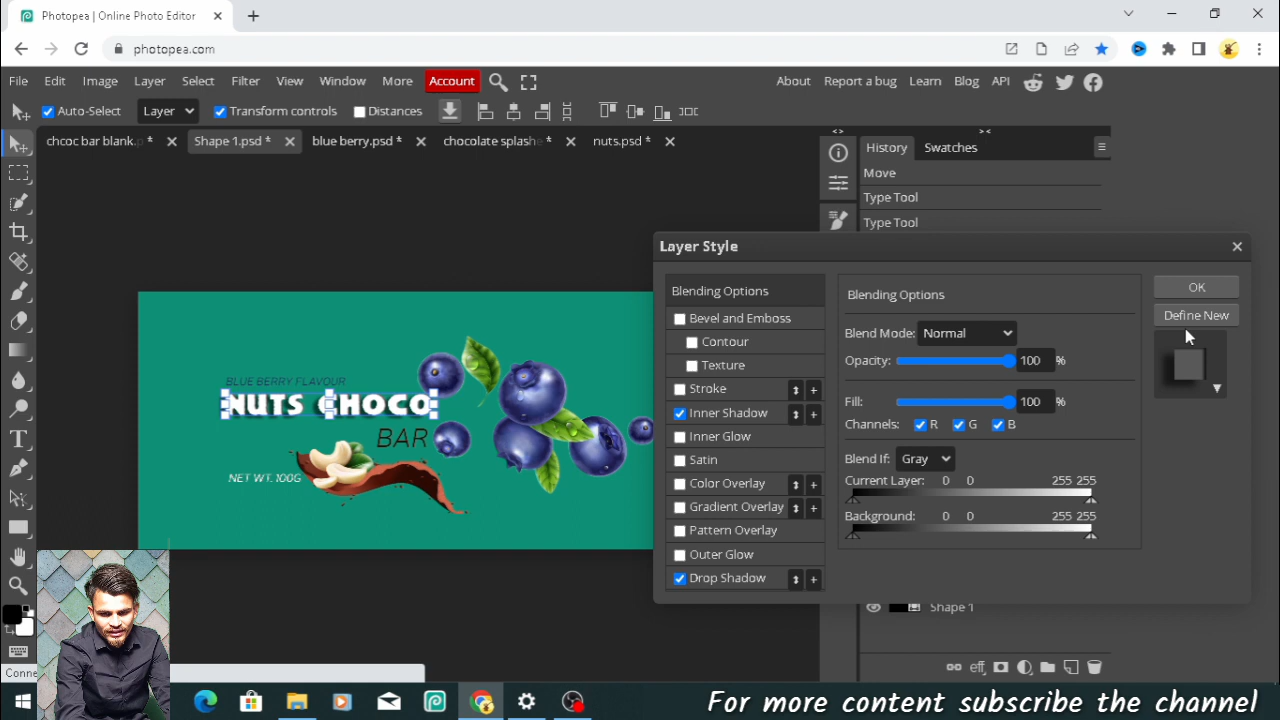 Photopea | Online Photo Editor
photopea.com
File Edit Image Layer Select Filter View Window More Account About Report a bug Learn Blog API
Auto-Select Layer Transform controls Distances
Shape 1.psd * blue berry.psd * chocolate splashe * nuts.psd *
History Swatches
Move
Type Tool
Type Tool
Layer Style
Blending Options
Bevel and Emboss
Contour
Texture
Stroke
Inner Shadow
Inner Glow
Satin
Color Overlay
Gradient Overlay
Pattern Overlay
Outer Glow
Drop Shadow
Blending Options
Blend Mode: Normal
Opacity: 100 %
Fill: 100 %
Channels: R G B
Blend If: Gray
Current Layer: 0 0 255 255
Background: 0 0 255 255
OK
Define New
BLUE BERRY FLAVOUR
NUTS CHOCO
BAR
NET WT. 100G
Shape 1
eff
Conne
For more content subscribe the channel